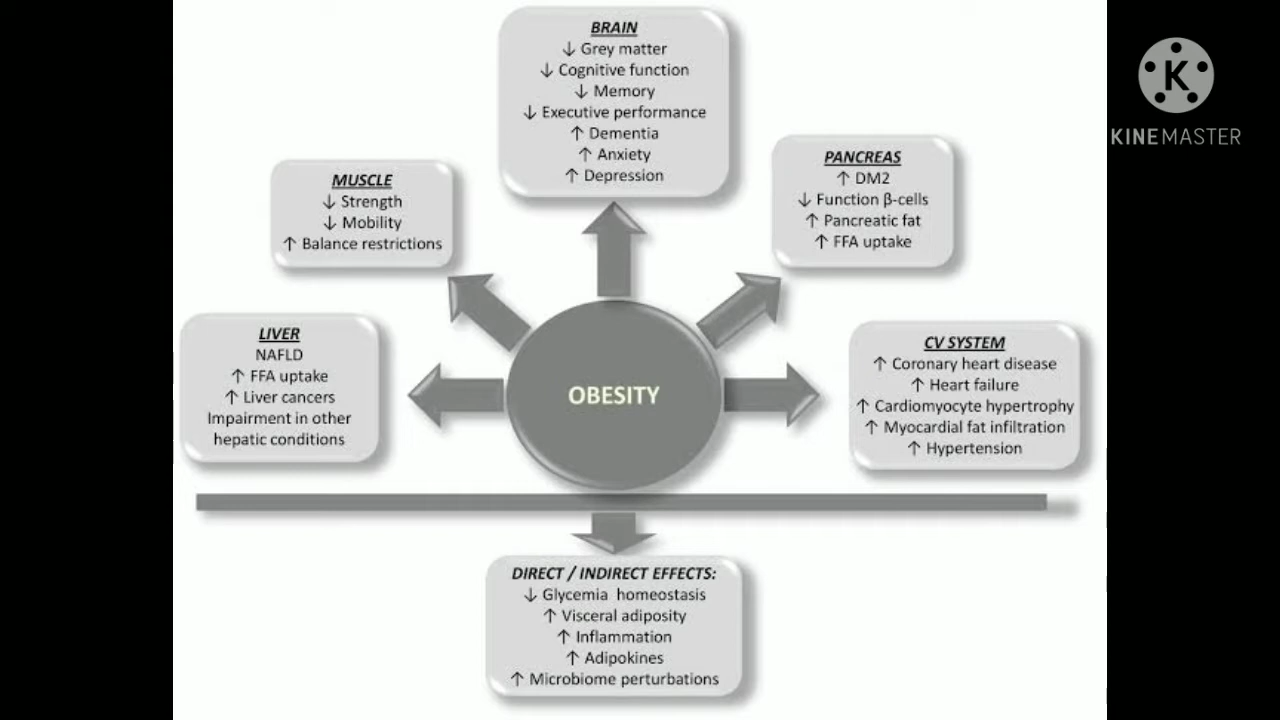 BRAIN
↓ Grey matter
↓ Cognitive function
↓ Memory
↓ Executive performance
↑ Dementia
↑ Anxiety
↑ Depression
K
KINEMASTER
PANCREAS
↑ DM2
↓ Function β-cells
↑ Pancreatic fat
↑ FFA uptake
MUSCLE
↓ Strength
↓ Mobility
↑ Balance restrictions
LIVER
NAFLD
↑ FFA uptake
↑ Liver cancers
Impairment in other
hepatic conditions
OBESITY
CV SYSTEM
↑ Coronary heart disease
↑ Heart failure
↑ Cardiomyocyte hypertrophy
↑ Myocardial fat infiltration
↑ Hypertension
DIRECT / INDIRECT EFFECTS:
↓ Glycemia homeostasis
↑ Visceral adiposity
↑ Inflammation
↑ Adipokines
↑ Microbiome perturbations